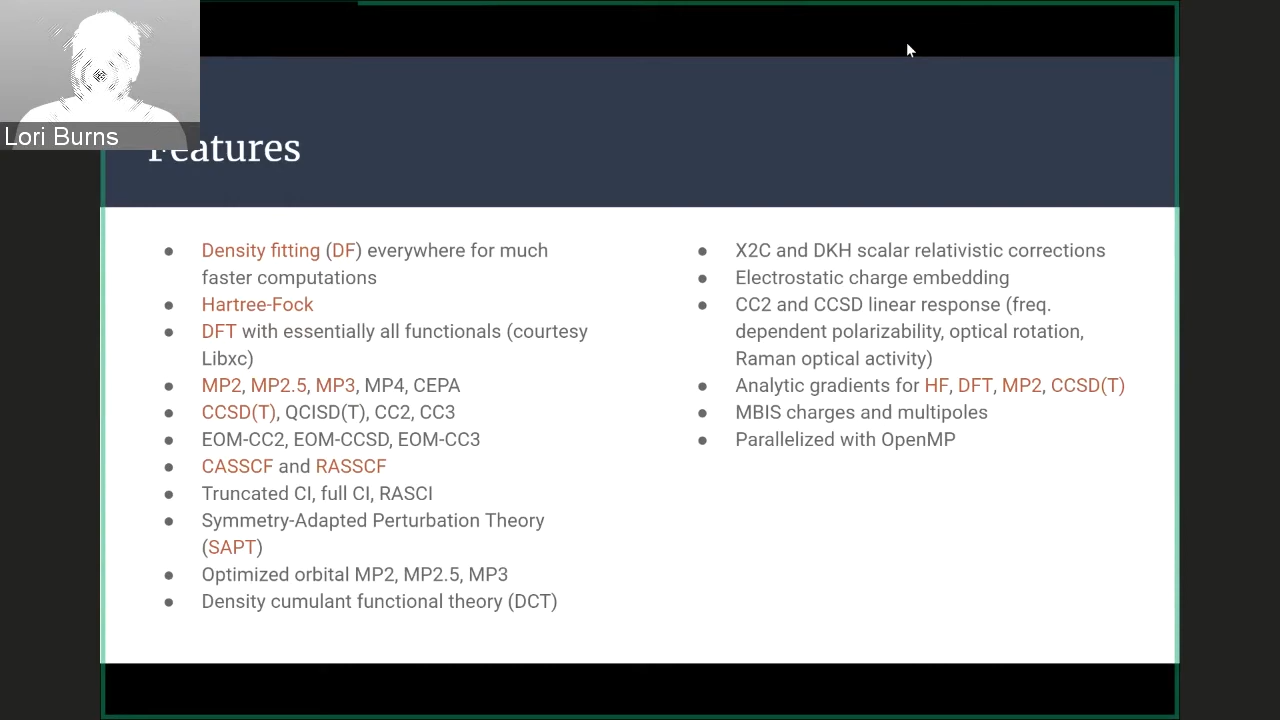 Lori Burns
Features
● Density fitting (DF) everywhere for much
faster computations
● Hartree-Fock
● DFT with essentially all functionals (courtesy
Libxc)
● MP2, MP2.5, MP3, MP4, CEPA
● CCSD(T), QCISD(T), CC2, CC3
● EOM-CC2, EOM-CCSD, EOM-CC3
● CASSCF and RASSCF
● Truncated CI, full CI, RASCI
● Symmetry-Adapted Perturbation Theory
(SAPT)
● Optimized orbital MP2, MP2.5, MP3
● Density cumulant functional theory (DCT)
● X2C and DKH scalar relativistic corrections
● Electrostatic charge embedding
● CC2 and CCSD linear response (freq.
dependent polarizability, optical rotation,
Raman optical activity)
● Analytic gradients for HF, DFT, MP2, CCSD(T)
● MBIS charges and multipoles
● Parallelized with OpenMP